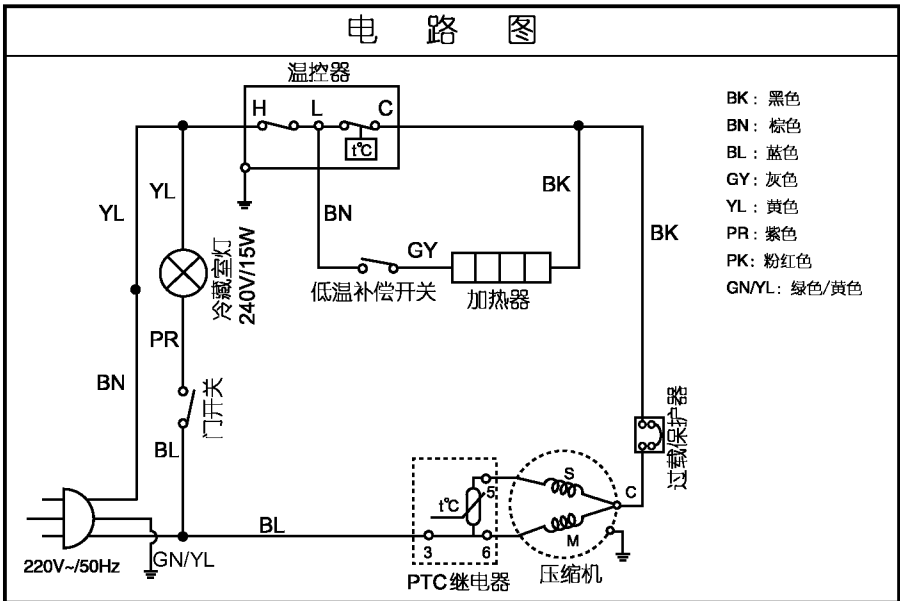 电 路 图
温控器
H L C
t℃
BK：黑色
BN：棕色
BL：蓝色
GY：灰色
YL：黄色
PR：紫色
PK：粉红色
GN/YL：绿色/黄色
YL
YL
BN
BK
BK
GY
冷藏室灯
240V/15W
低温补偿开关
加热器
PR
BN
门开关
BL
过载保护器
S
C
M
t℃
5
3 6
BL
220V~/50Hz
GN/YL
PTC继电器
压缩机